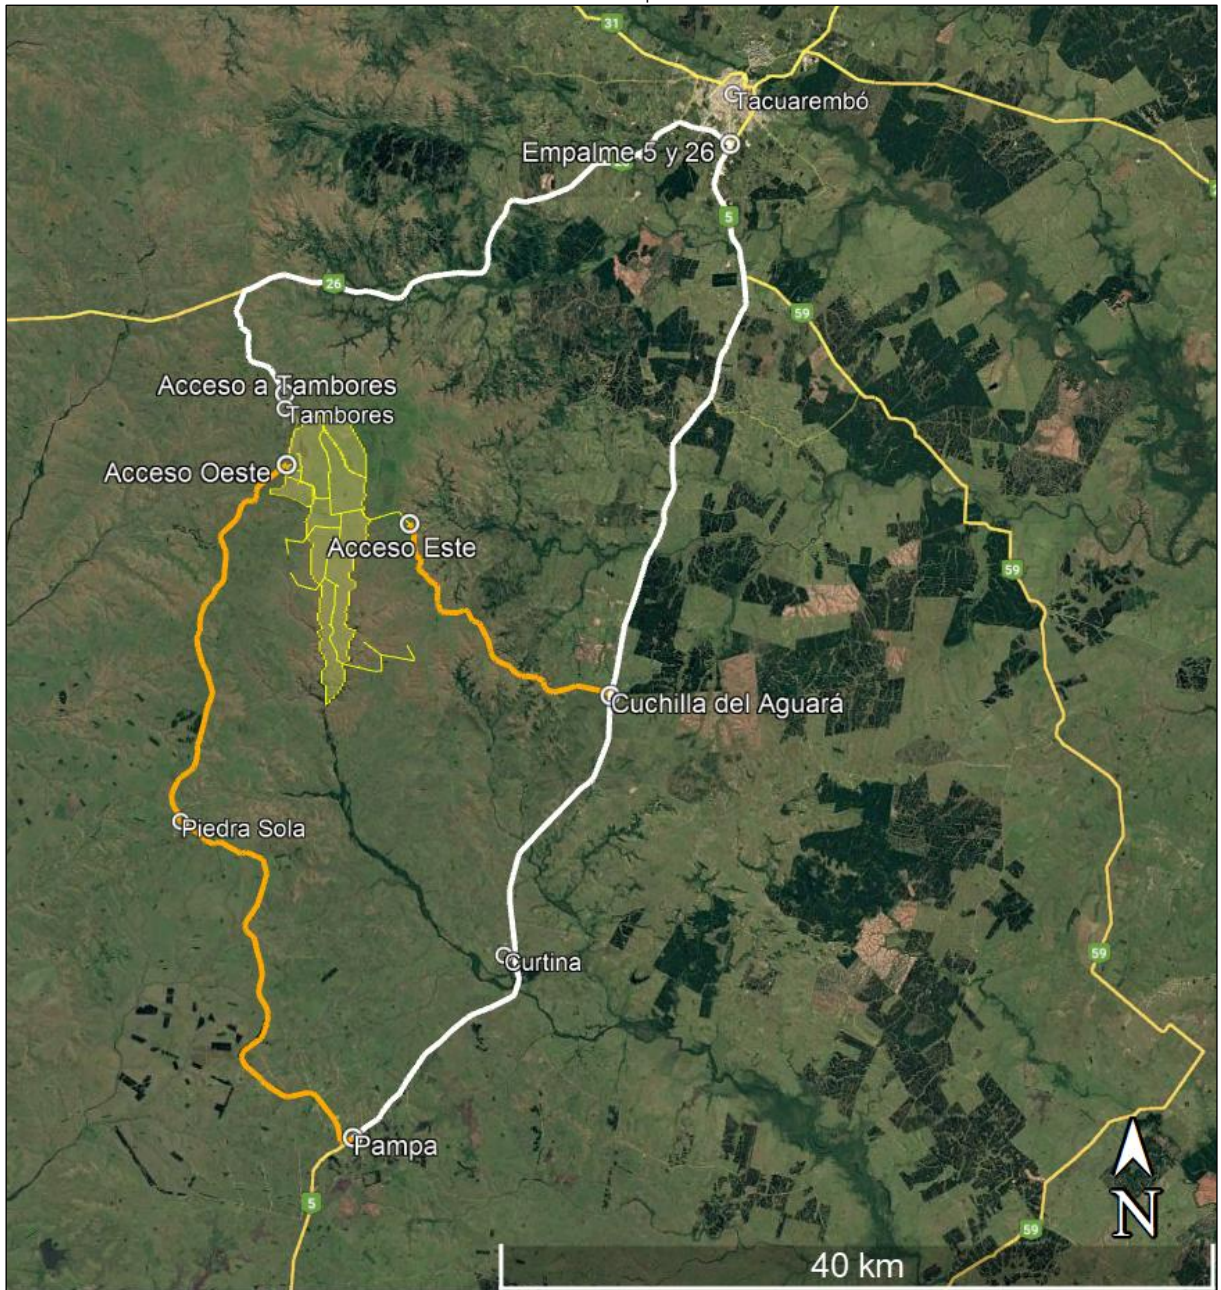 31
Tacuarembó
Empalme 5 y 26
5
26
59
Acceso a Tambores
Tambores
Acceso Oeste
Acceso Este
59
Cuchilla del Aguará
Piedra Sola
Curtina
59
Pampa
5
59
N
40 km